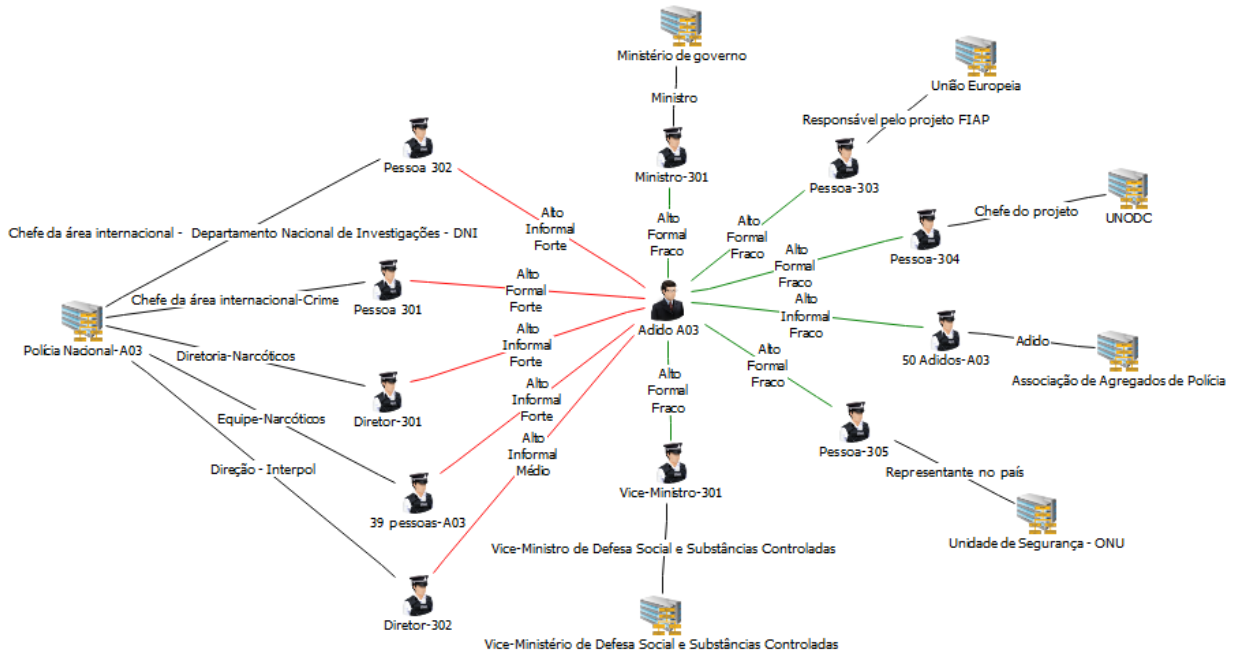 Ministério de governo
União Europeia
Ministro
Responsável pelo projeto FIAP
Pessoa 302
Ministro-301
Pessoa-303
UNODC
Chefe do projeto
Alto
Informal
Forte
Alto
Formal
Fraco
Alto
Formal
Fraco
Chefe da área internacional - Departamento Nacional de Investigações - DNI
Pessoa-304
Alto
Formal
Fraco
Chefe da área internacional-Crime
Pessoa 301
Alto
Formal
Forte
Adido A03
Alto
Informal
Fraco
Polícia Nacional-A03
Diretoria-Narcóticos
Alto
Informal
Forte
50 Adidos-A03
Adido
Associação de Agregados de Polícia
Alto
Formal
Fraco
Alto
Formal
Fraco
Diretor-301
Equipe-Narcóticos
Alto
Informal
Forte
Alto
Informal
Médio
Pessoa-305
Direção - Interpol
Representante no país
Vice-Ministro-301
39 pessoas-A03
Unidade de Segurança - ONU
Vice-Ministro de Defesa Social e Substâncias Controladas
Diretor-302
Vice-Ministério de Defesa Social e Substâncias Controladas